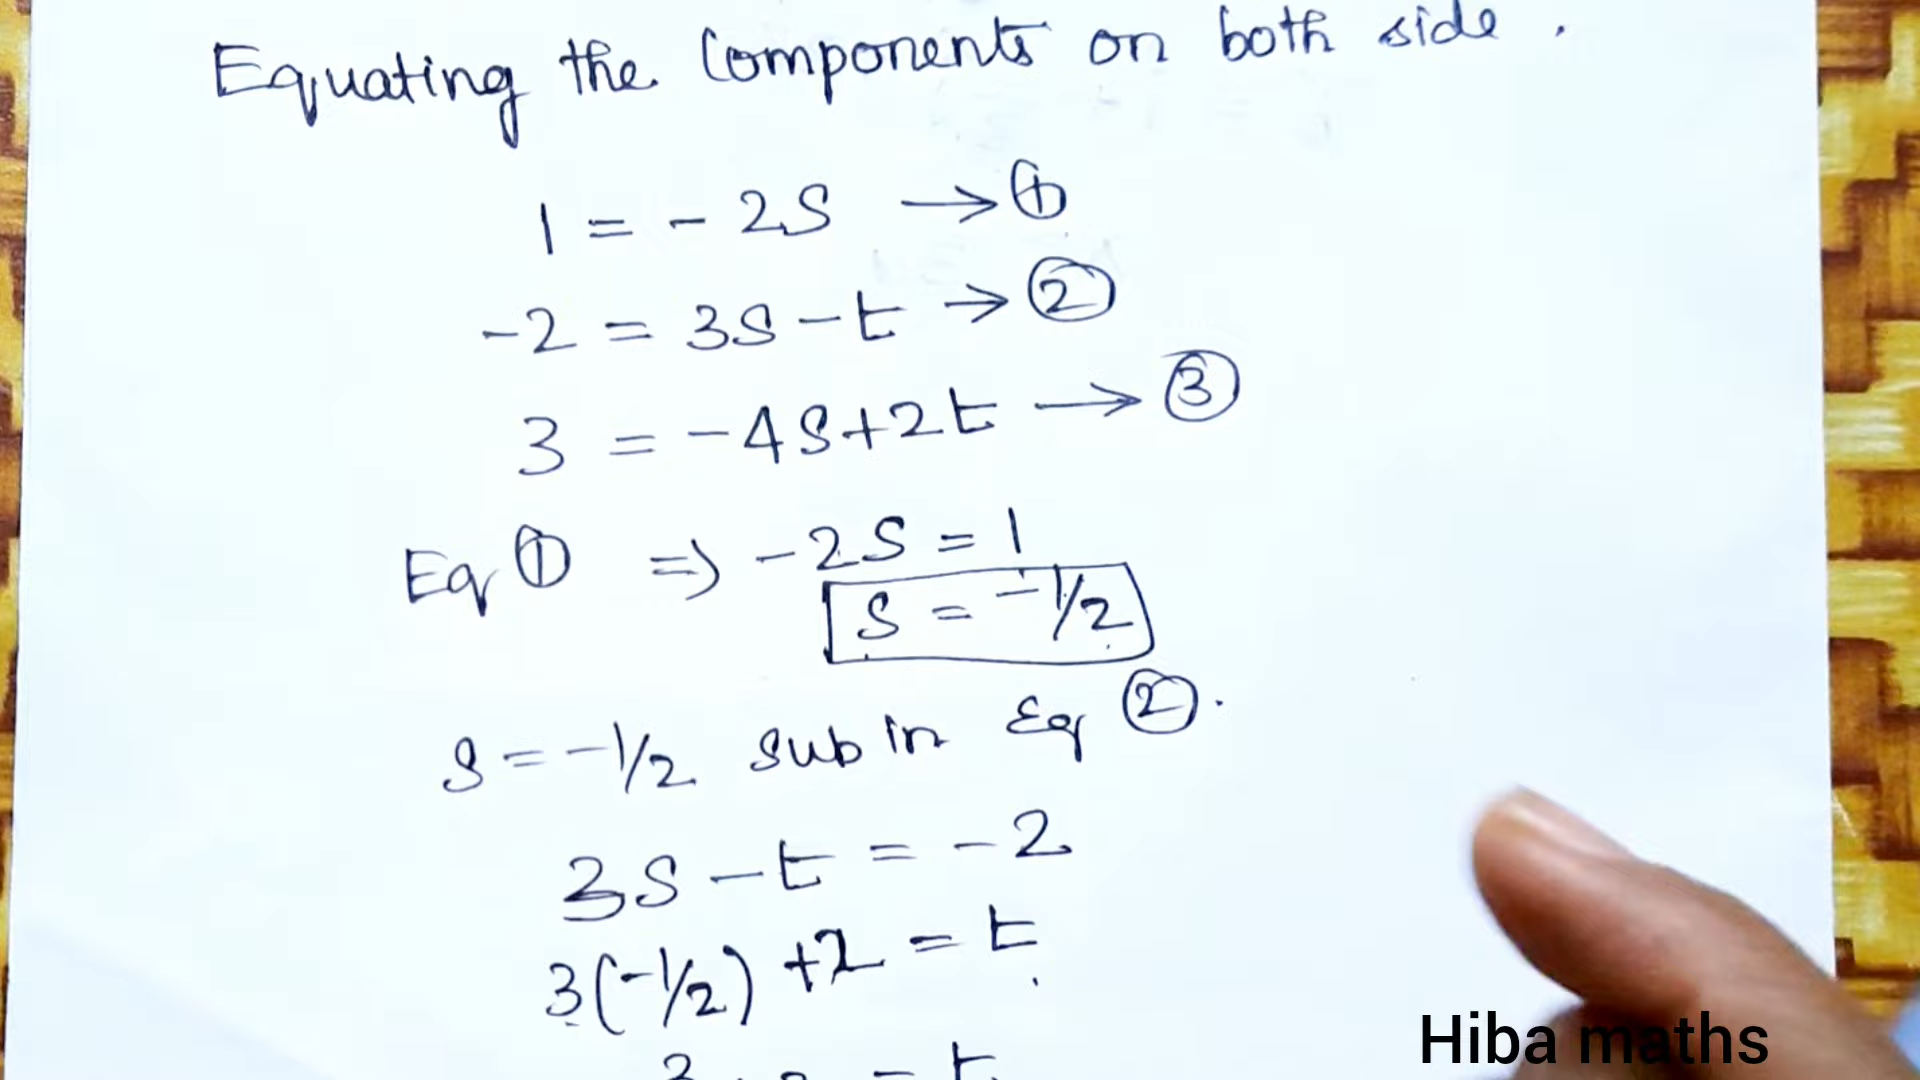 Equating the components on both side.
1 = - 2S → ①
-2 = 3S - t → ②
3 = -4S + 2t → ③
Eq ① ⇒ -2S = 1
S = -1/2
S = -1/2 sub in Eq ②.
3S - t = -2
3(-1/2) + 2 = t
Hiba maths